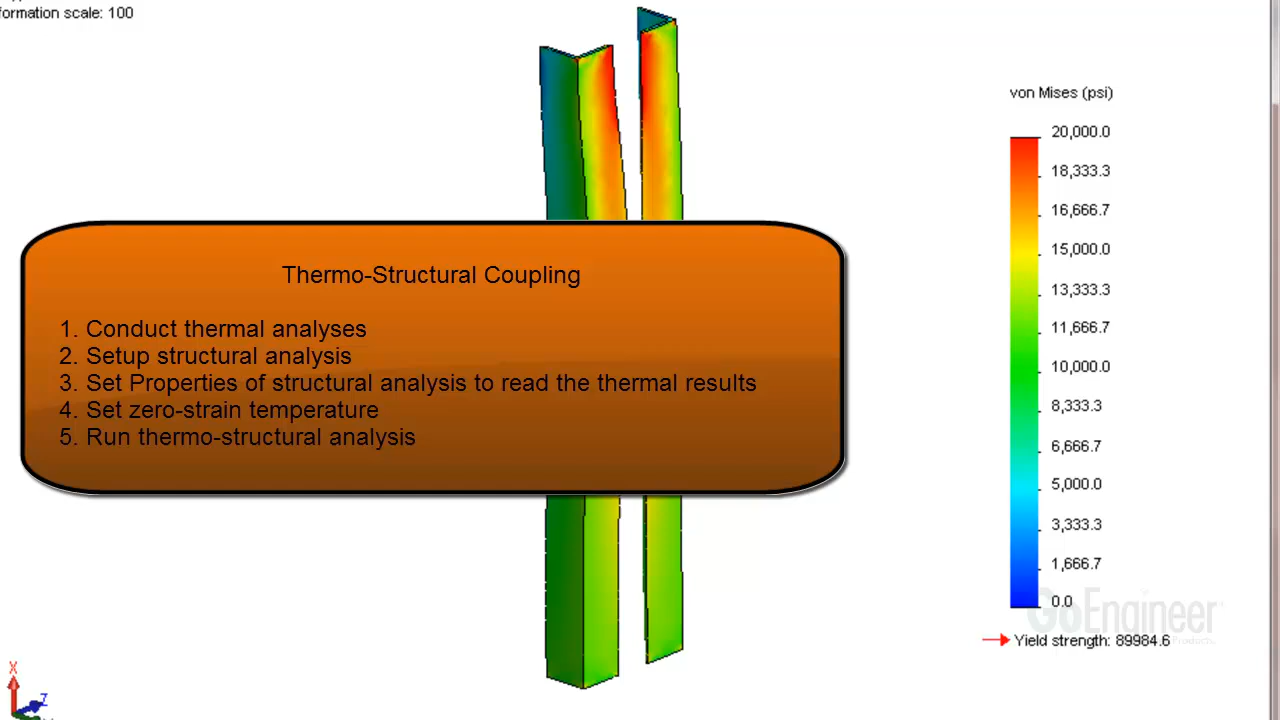 formation scale: 100
von Mises (psi)
20,000.0
18,333.3
16,666.7
15,000.0
13,333.3
11,666.7
10,000.0
8,333.3
6,666.7
5,000.0
3,333.3
1,666.7
0.0
Yield strength: 89984.6
Thermo-Structural Coupling
1. Conduct thermal analyses
2. Setup structural analysis
3. Set Properties of structural analysis to read the thermal results
4. Set zero-strain temperature
5. Run thermo-structural analysis
GoEngineer
X
Z